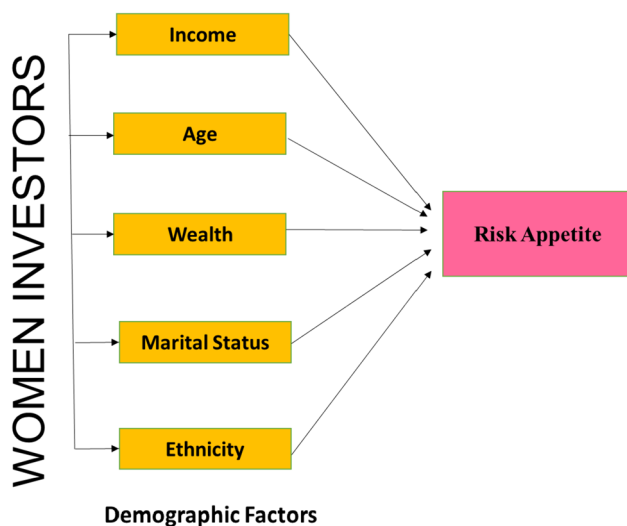 WOMEN INVESTORS
Income
Age
Wealth
Marital Status
Ethnicity
Risk Appetite
Demographic Factors